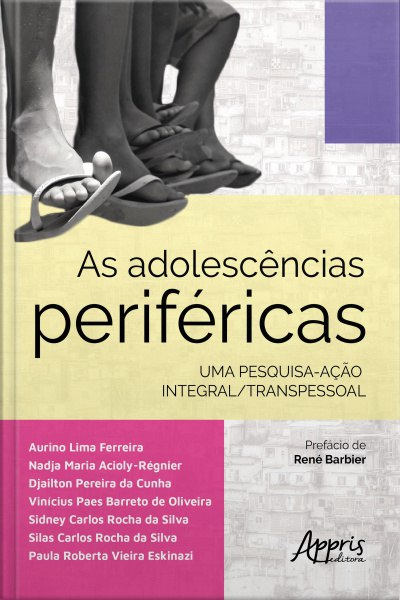 As adolescências
periféricas
UMA PESQUISA-AÇÃO
INTEGRAL/TRANSPESSOAL
Aurino Lima Ferreira
Nadja Maria Acioly-Régnier
Djailton Pereira da Cunha
Vinícius Paes Barreto de Oliveira
Sidney Carlos Rocha da Silva
Silas Carlos Rocha da Silva
Paula Roberta Vieira Eskinazi
Prefácio de
René Barbier
Appris
editora